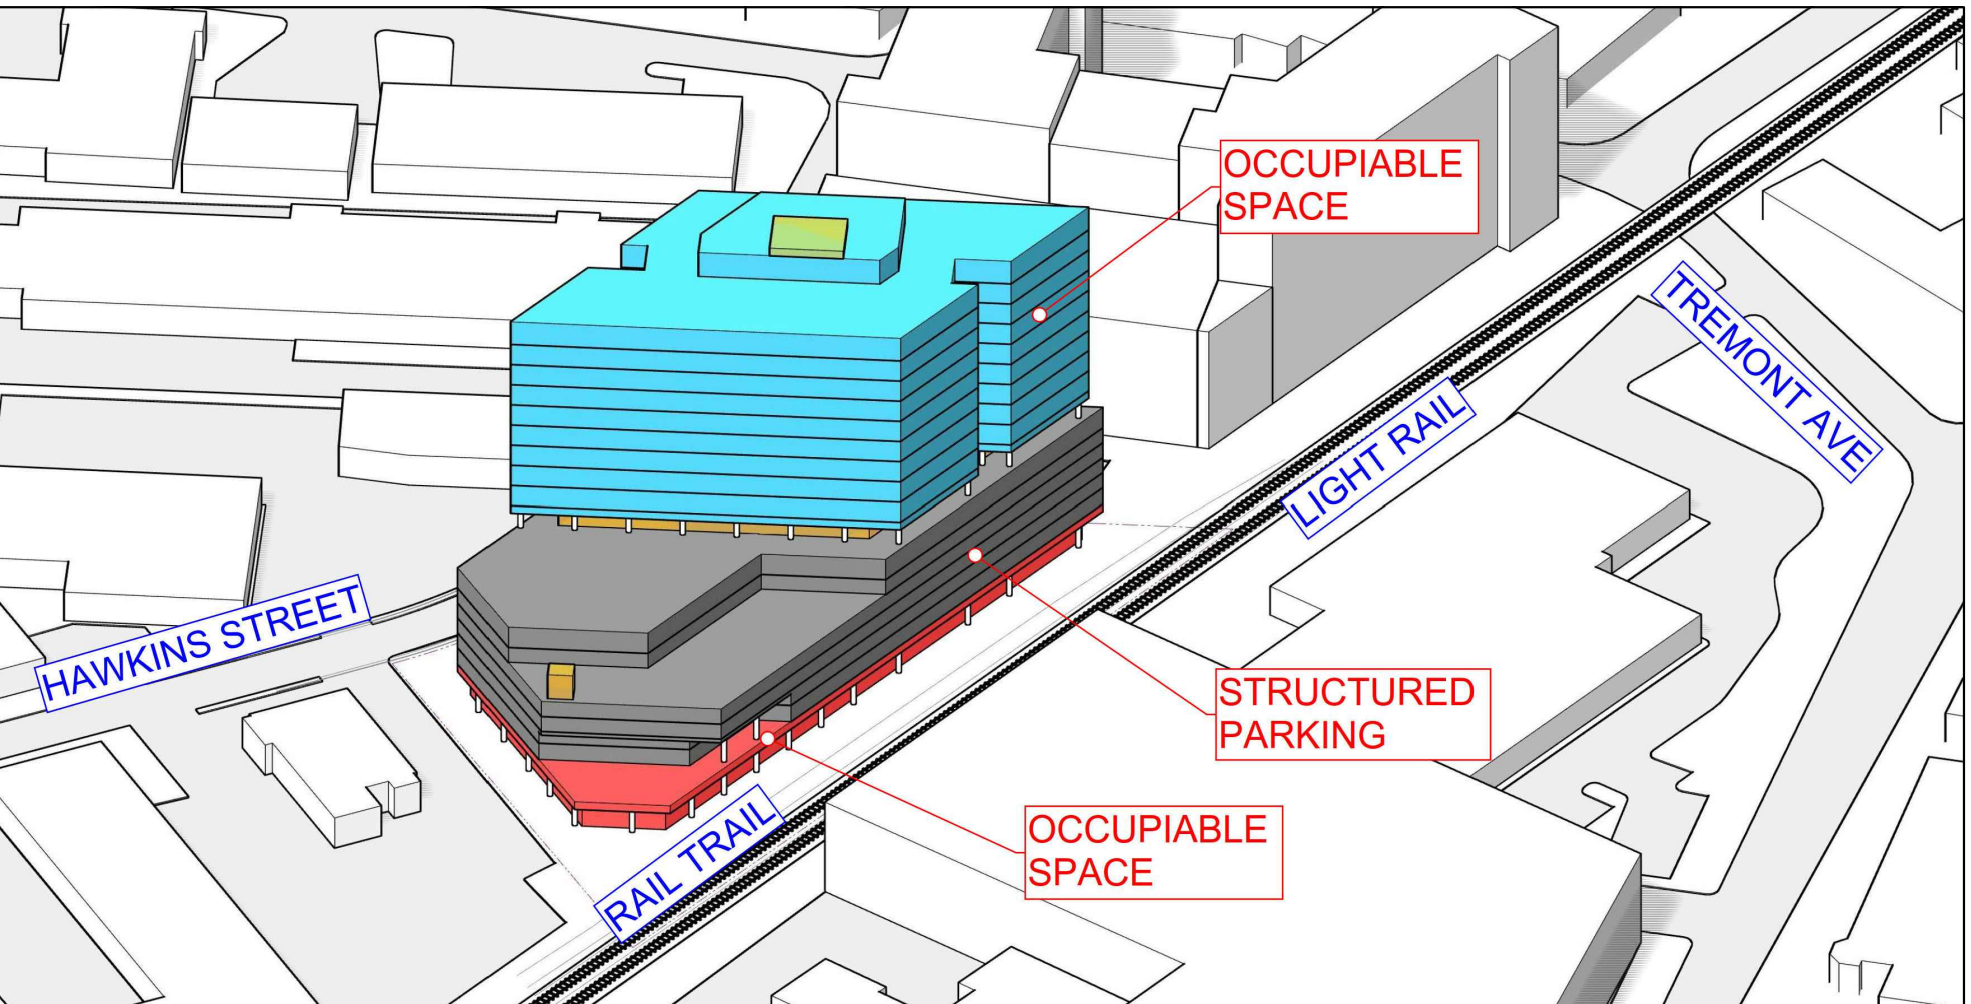 OCCUPIABLE
SPACE
TREMONT AVE
LIGHT RAIL
HAWKINS STREET
STRUCTURED
PARKING
RAIL TRAIL
OCCUPIABLE
SPACE